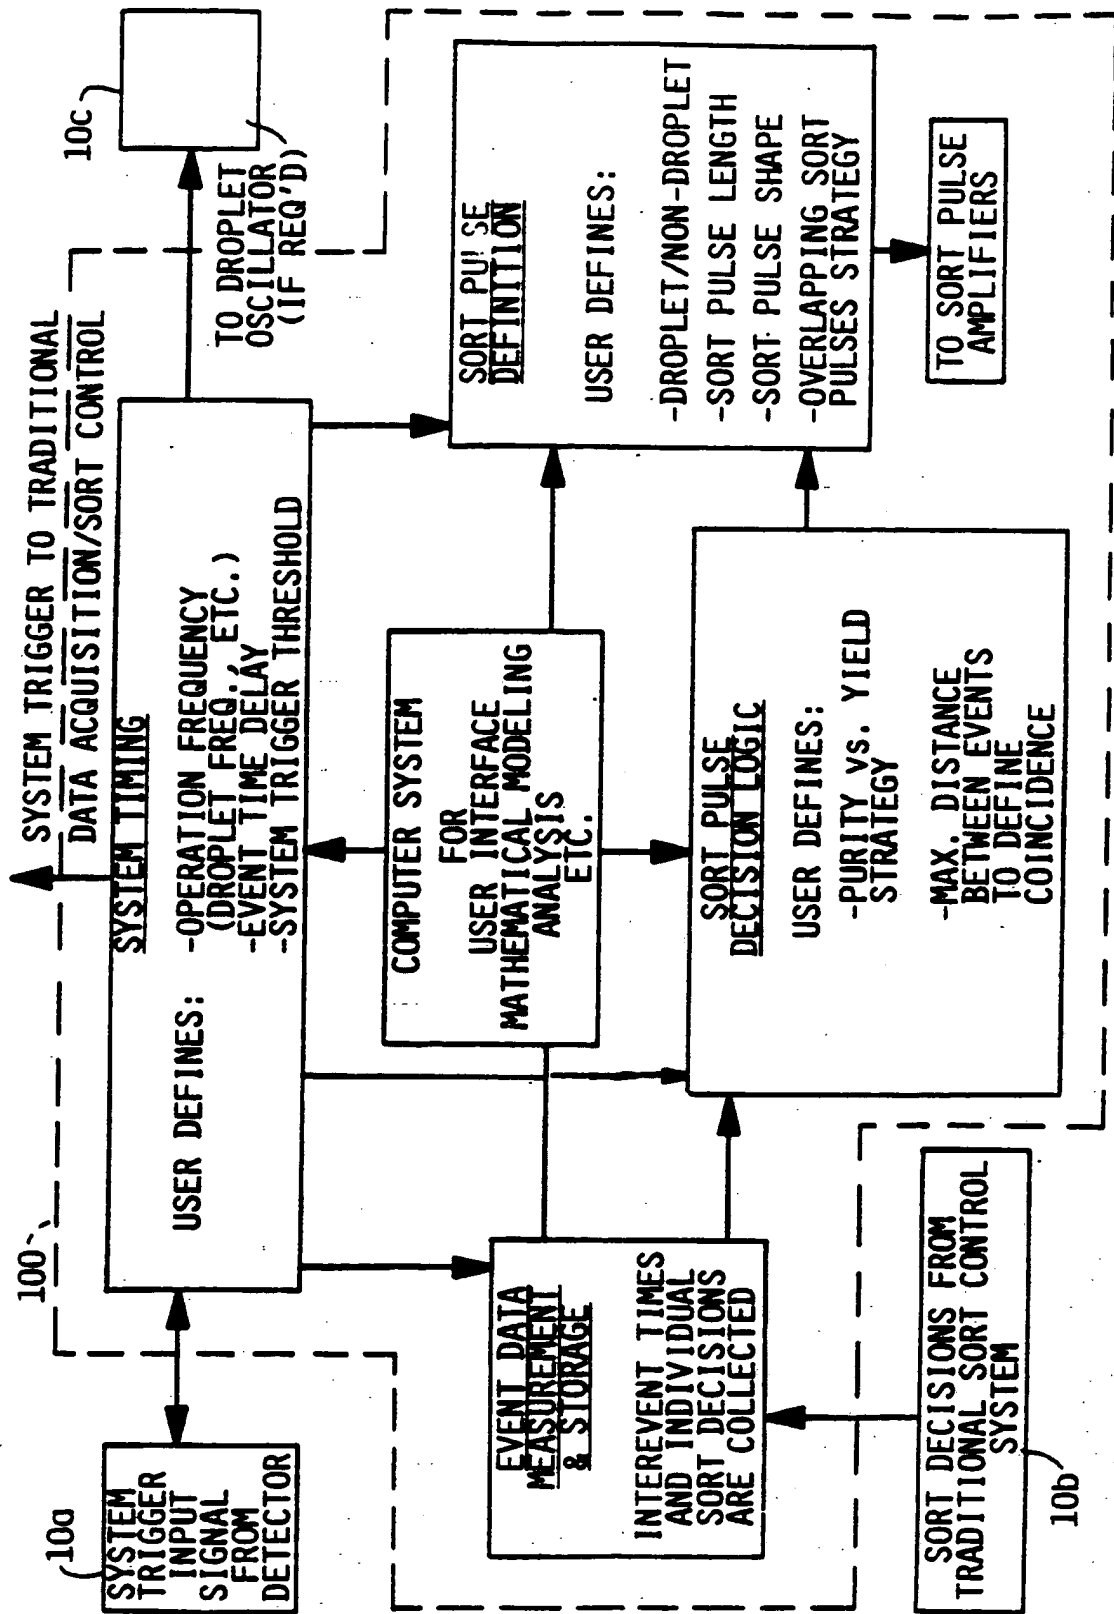 SYSTEM TRIGGER TO TRADITIONAL
DATA ACQUISITION/SORT CONTROL
100
10a
SYSTEM
TRIGGER
INPUT
SIGNAL
FROM
DETECTOR
SYSTEM TIMING
USER DEFINES:
-OPERATION FREQUENCY
(DROPLET FREQ., ETC.)
-EVENT TIME DELAY
-SYSTEM TRIGGER THRESHOLD
10c
TO DROPLET
OSCILLATOR
(IF REQ'D)
EVENT DATA
MEASUREMENT
& STORAGE
INTEREVENT TIMES
AND INDIVIDUAL
SORT DECISIONS
ARE COLLECTED
COMPUTER SYSTEM
FOR
USER INTERFACE
MATHEMATICAL MODELING
ANALYSIS
ETC.
SORT PULSE
DEFINITION
USER DEFINES:
-DROPLET/NON-DROPLET
-SORT PULSE LENGTH
-SORT PULSE SHAPE
-OVERLAPPING SORT
PULSES STRATEGY
SORT PULSE
DECISION LOGIC
USER DEFINES:
-PURITY vs. YIELD
STRATEGY
-MAX. DISTANCE
BETWEEN EVENTS
TO DEFINE
COINCIDENCE
TO SORT PULSE
AMPLIFIERS
SORT DECISIONS FROM
TRADITIONAL SORT CONTROL
SYSTEM
10b